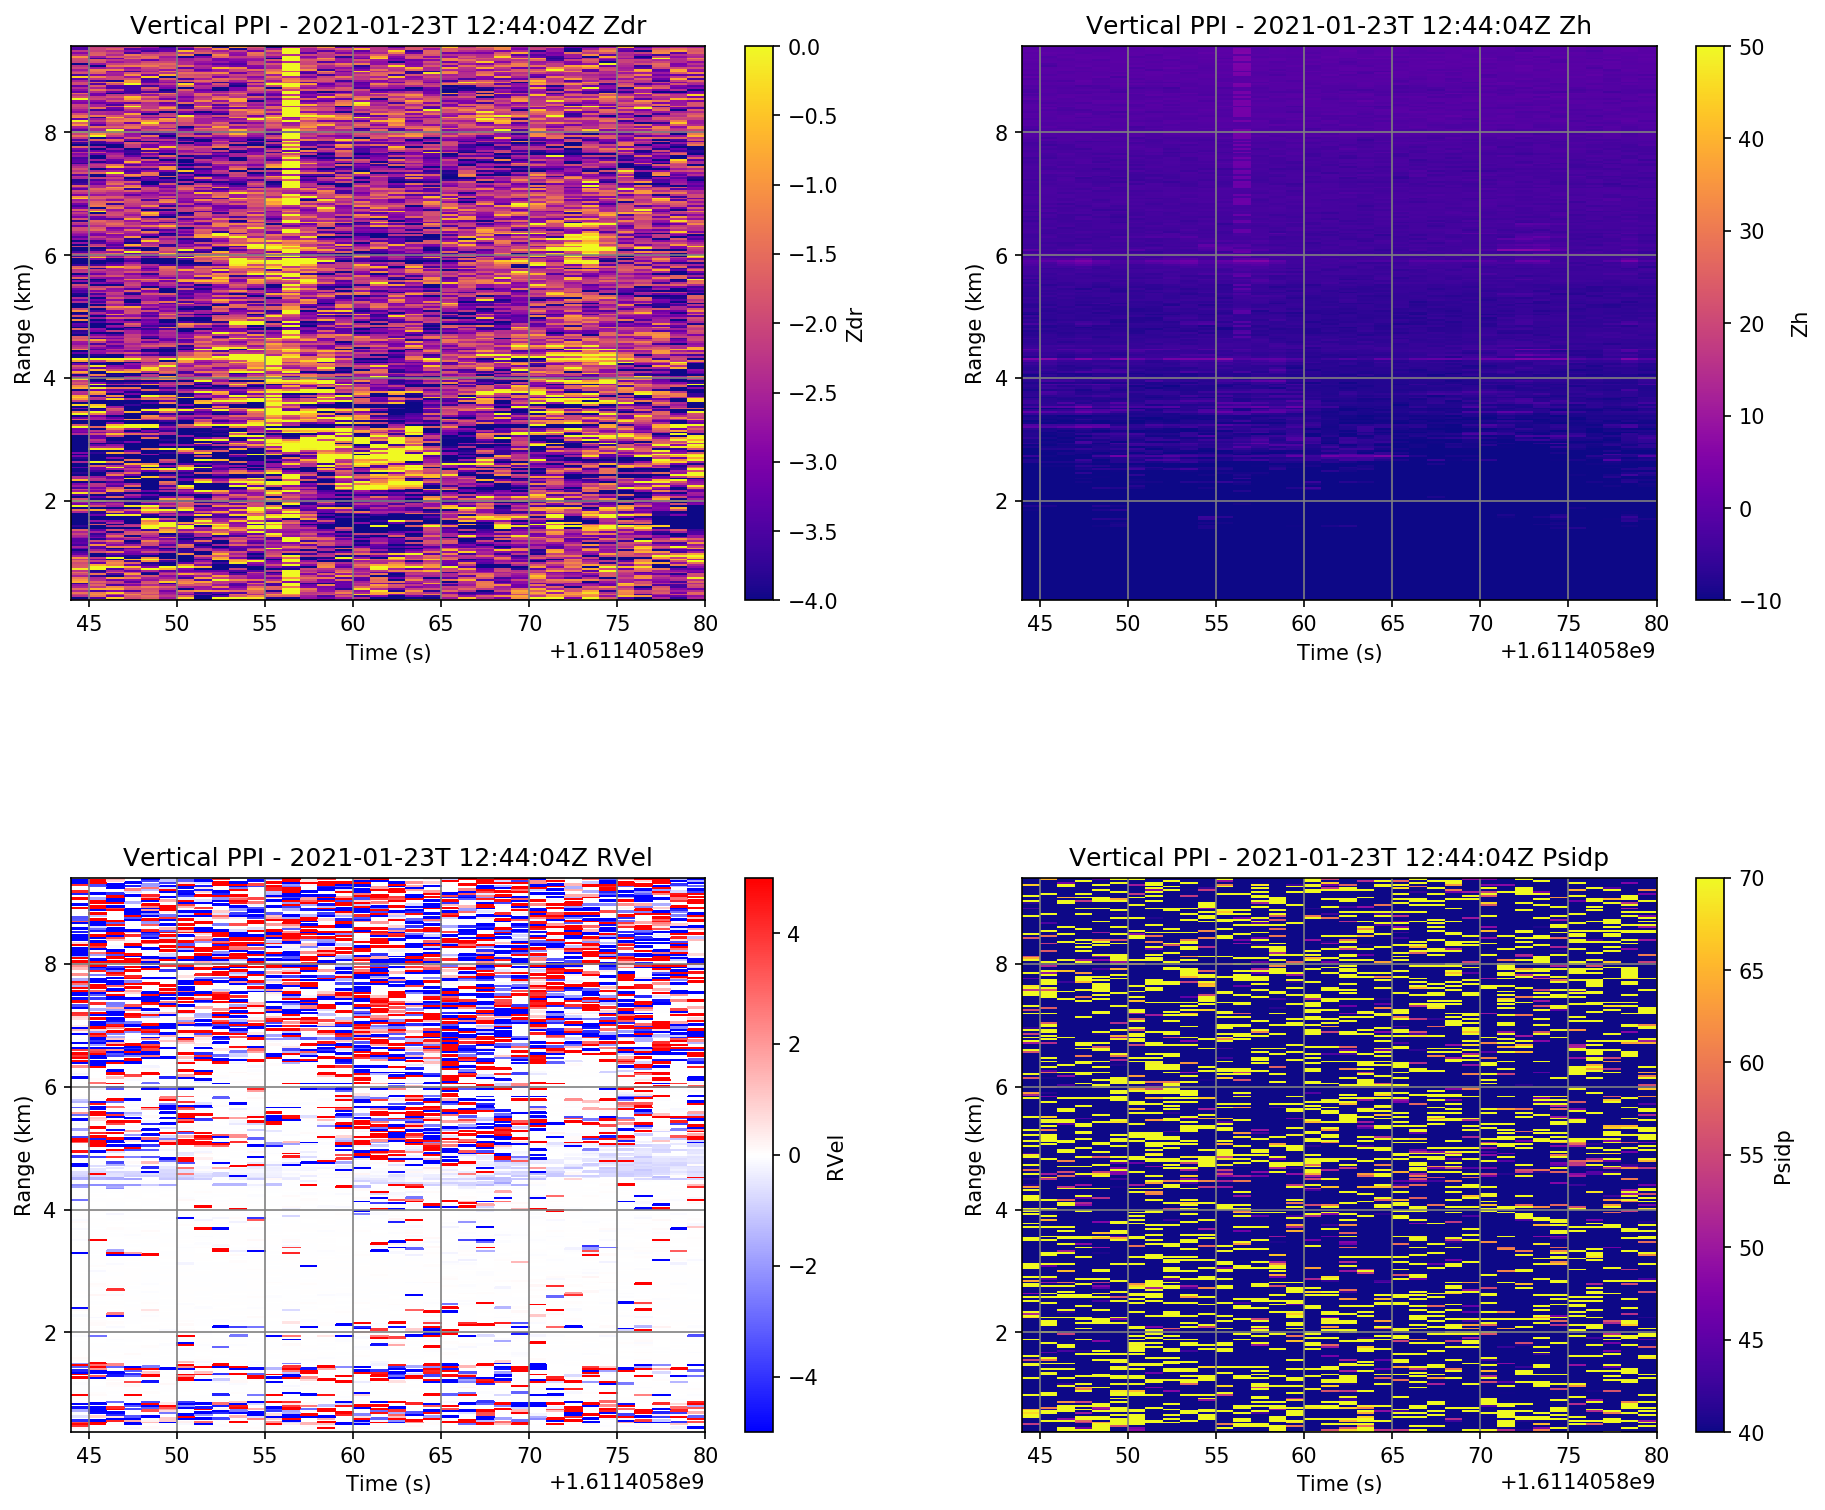 Vertical PPI - 2021-01-23T 12:44:04Z Zdr
Range (km)
8
6
4
2
45 50 55 60 65 70 75 80
Time (s)
+1.6114058e9
0.0
−0.5
−1.0
−1.5
−2.0
−2.5
−3.0
−3.5
−4.0
Zdr
Vertical PPI - 2021-01-23T 12:44:04Z Zh
Range (km)
8
6
4
2
45 50 55 60 65 70 75 80
Time (s)
+1.6114058e9
50
40
30
20
10
0
−10
Zh
Vertical PPI - 2021-01-23T 12:44:04Z RVel
Range (km)
8
6
4
2
45 50 55 60 65 70 75 80
Time (s)
+1.6114058e9
4
2
0
−2
−4
RVel
Vertical PPI - 2021-01-23T 12:44:04Z Psidp
Range (km)
8
6
4
2
45 50 55 60 65 70 75 80
Time (s)
+1.6114058e9
70
65
60
55
50
45
40
Psidp